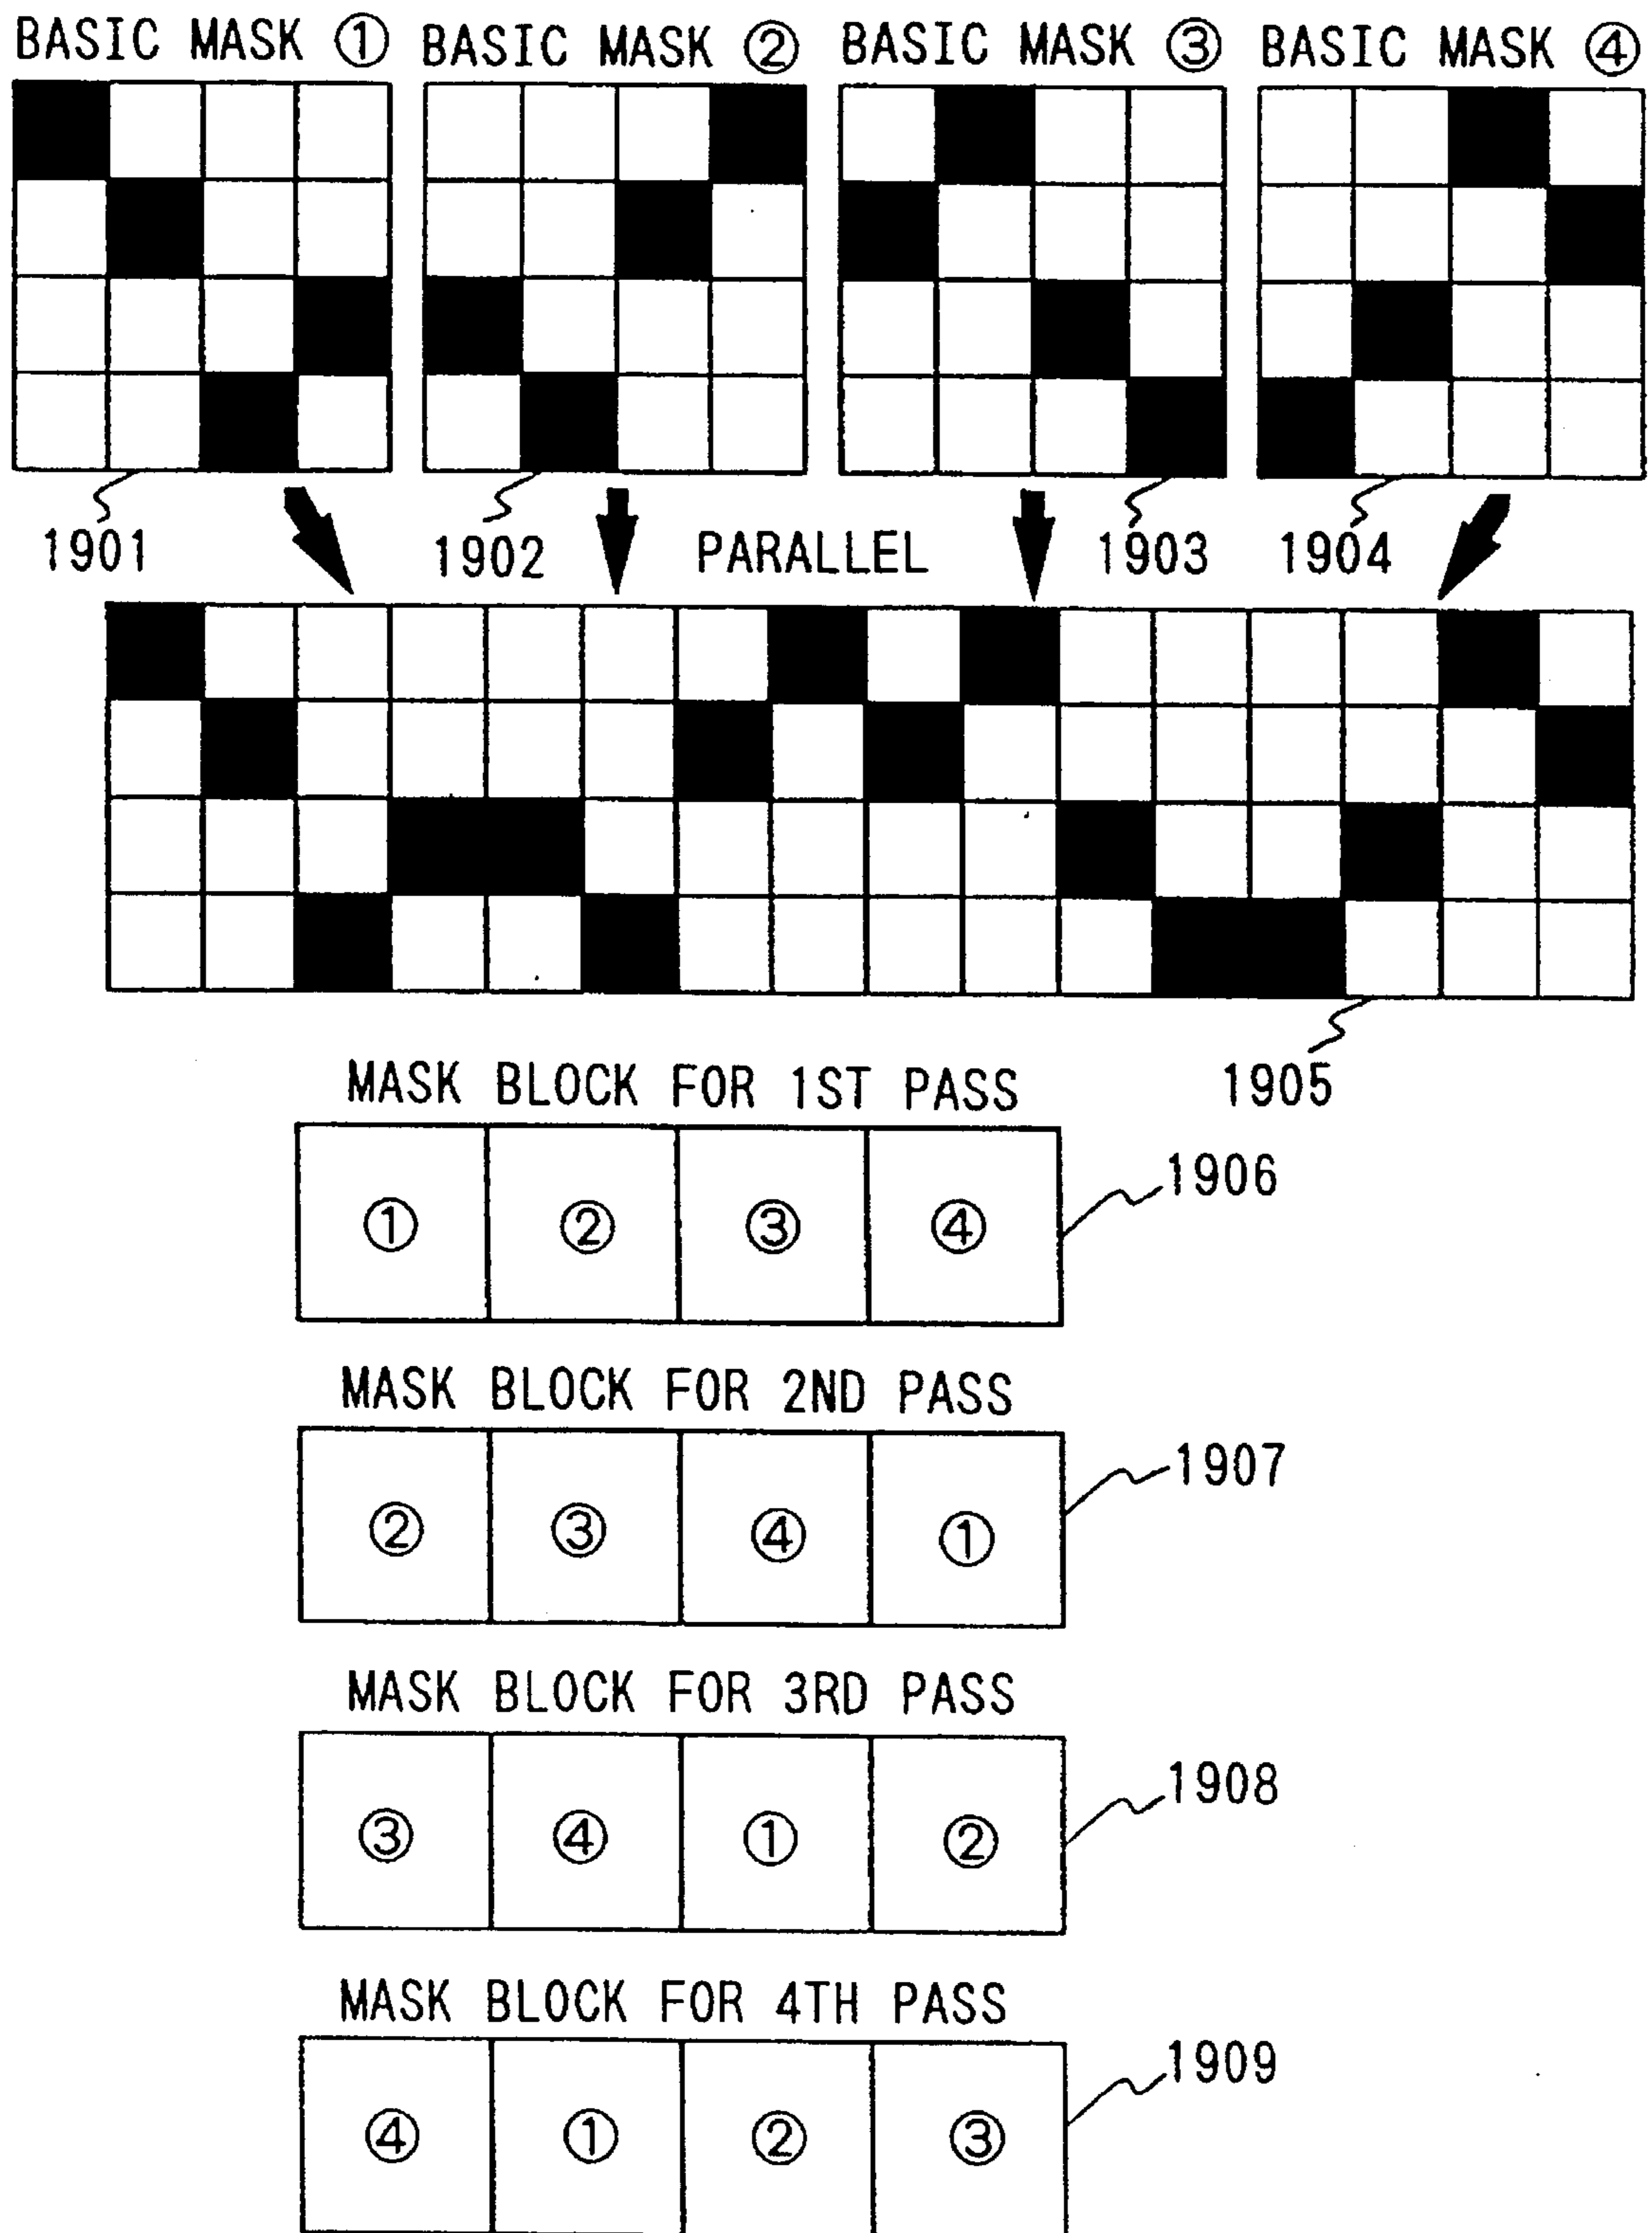 BASIC MASK ① BASIC MASK ② BASIC MASK ③ BASIC MASK ④
1901 1902 PARALLEL 1903 1904
1905
MASK BLOCK FOR 1ST PASS
① ② ③ ④
1906
MASK BLOCK FOR 2ND PASS
② ③ ④ ①
1907
MASK BLOCK FOR 3RD PASS
③ ④ ① ②
1908
MASK BLOCK FOR 4TH PASS
④ ① ② ③
1909